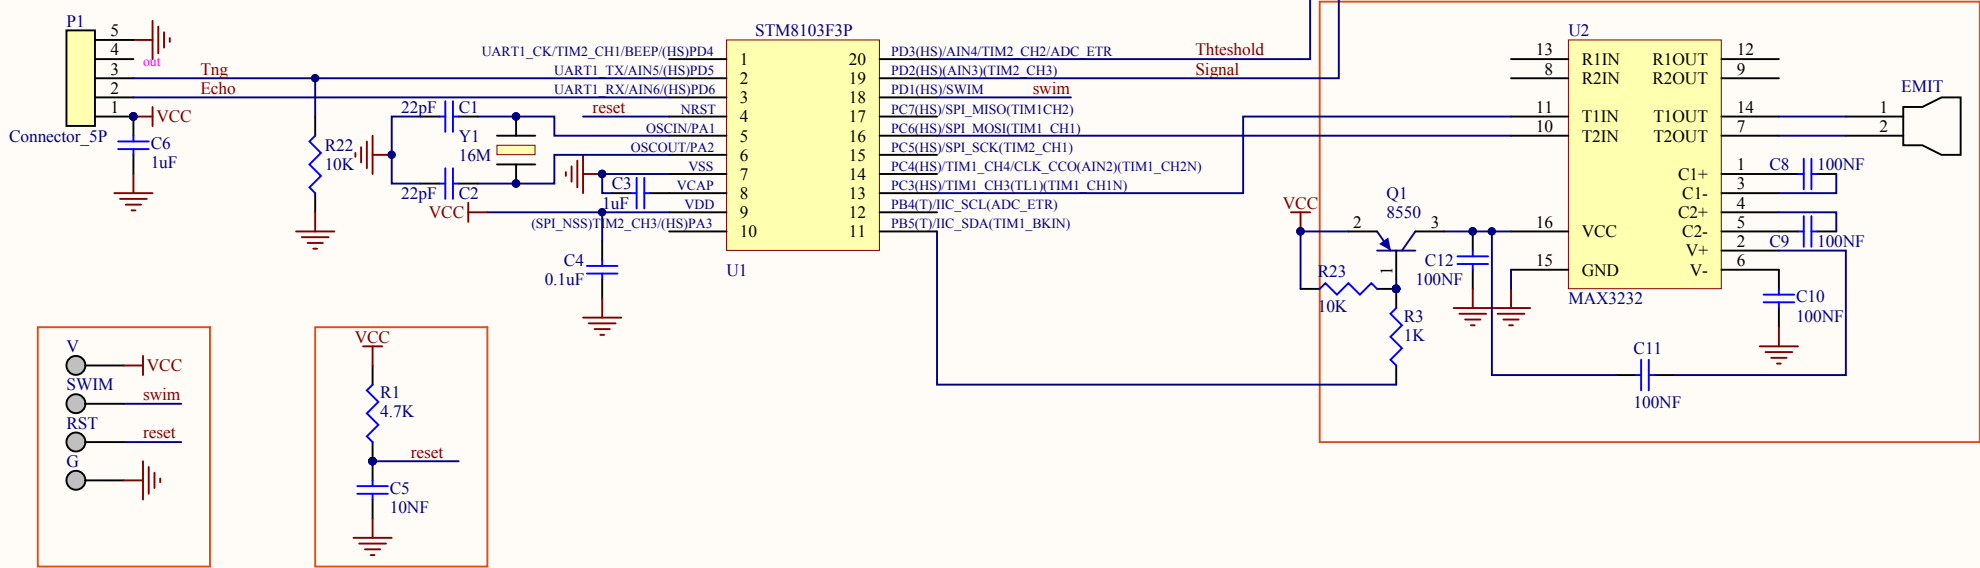 P1
5
4
out
3
Tng
2
Echo
1
VCC
Connector_5P
C6
1uF
R22
10K
22pF
C1
Y1
16M
22pF
C2
reset
VCC
C3
1uF
C4
0.1uF
STM8103F3P
UART1_CK/TIM2_CH1/BEEP/(HS)PD4
UART1_TX/AIN5/(HS)PD5
UART1_RX/AIN6/(HS)PD6
NRST
OSCIN/PA1
OSCOUT/PA2
VSS
VCAP
VDD
(SPI_NSS)TIM2_CH3/(HS)PA3
1
2
3
4
5
6
7
8
9
10
20
19
18
17
16
15
14
13
12
11
U1
PD3(HS)/AIN4/TIM2_CH2/ADC_ETR
PD2(HS)(AIN3)(TIM2_CH3)
PD1(HS)/SWIM
PC7(HS)/SPI_MISO(TIM1CH2)
PC6(HS)/SPI_MOSI(TIM1_CH1)
PC5(HS)/SPI_SCK(TIM2_CH1)
PC4(HS)/TIM1_CH4/CLK_CCO(AIN2)(TIM1_CH2N)
PC3(HS)/TIM1_CH3(TL1)(TIM1_CH1N)
PB4(T)/IIC_SCL(ADC_ETR)
PB5(T)/IIC_SDA(TIM1_BKIN)
Thteshold
Signal
swim
VCC
Q1
8550
2
3
1
R23
10K
R3
1K
C12
100NF
U2
13
8
11
10
16
15
R1IN
R2IN
T1IN
T2IN
VCC
GND
R1OUT
R2OUT
T1OUT
T2OUT
C1+
C1-
C2+
C2-
V+
V-
12
9
14
7
1
3
4
5
2
6
MAX3232
EMIT
1
2
C8
100NF
C9
100NF
C10
100NF
C11
100NF
V
VCC
SWIM
swim
RST
reset
G
VCC
R1
4.7K
reset
C5
10NF